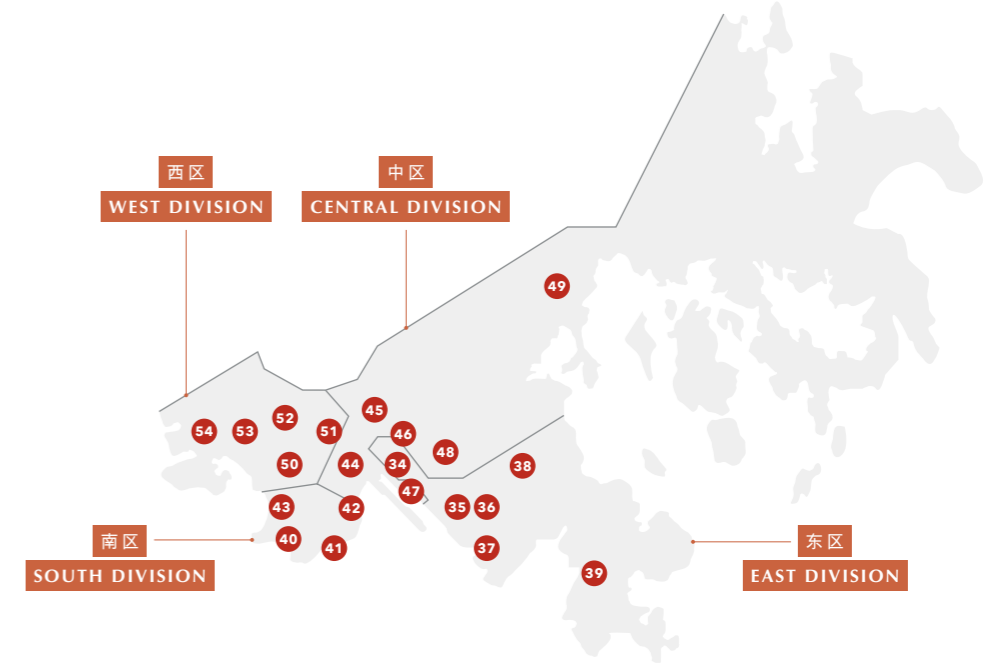 西区
WEST DIVISION
中区
CENTRAL DIVISION
49
45
52
54
53
51
46
48
50
44
34
38
47
43
42
35
36
40
41
37
39
南区
SOUTH DIVISION
东区
EAST DIVISION